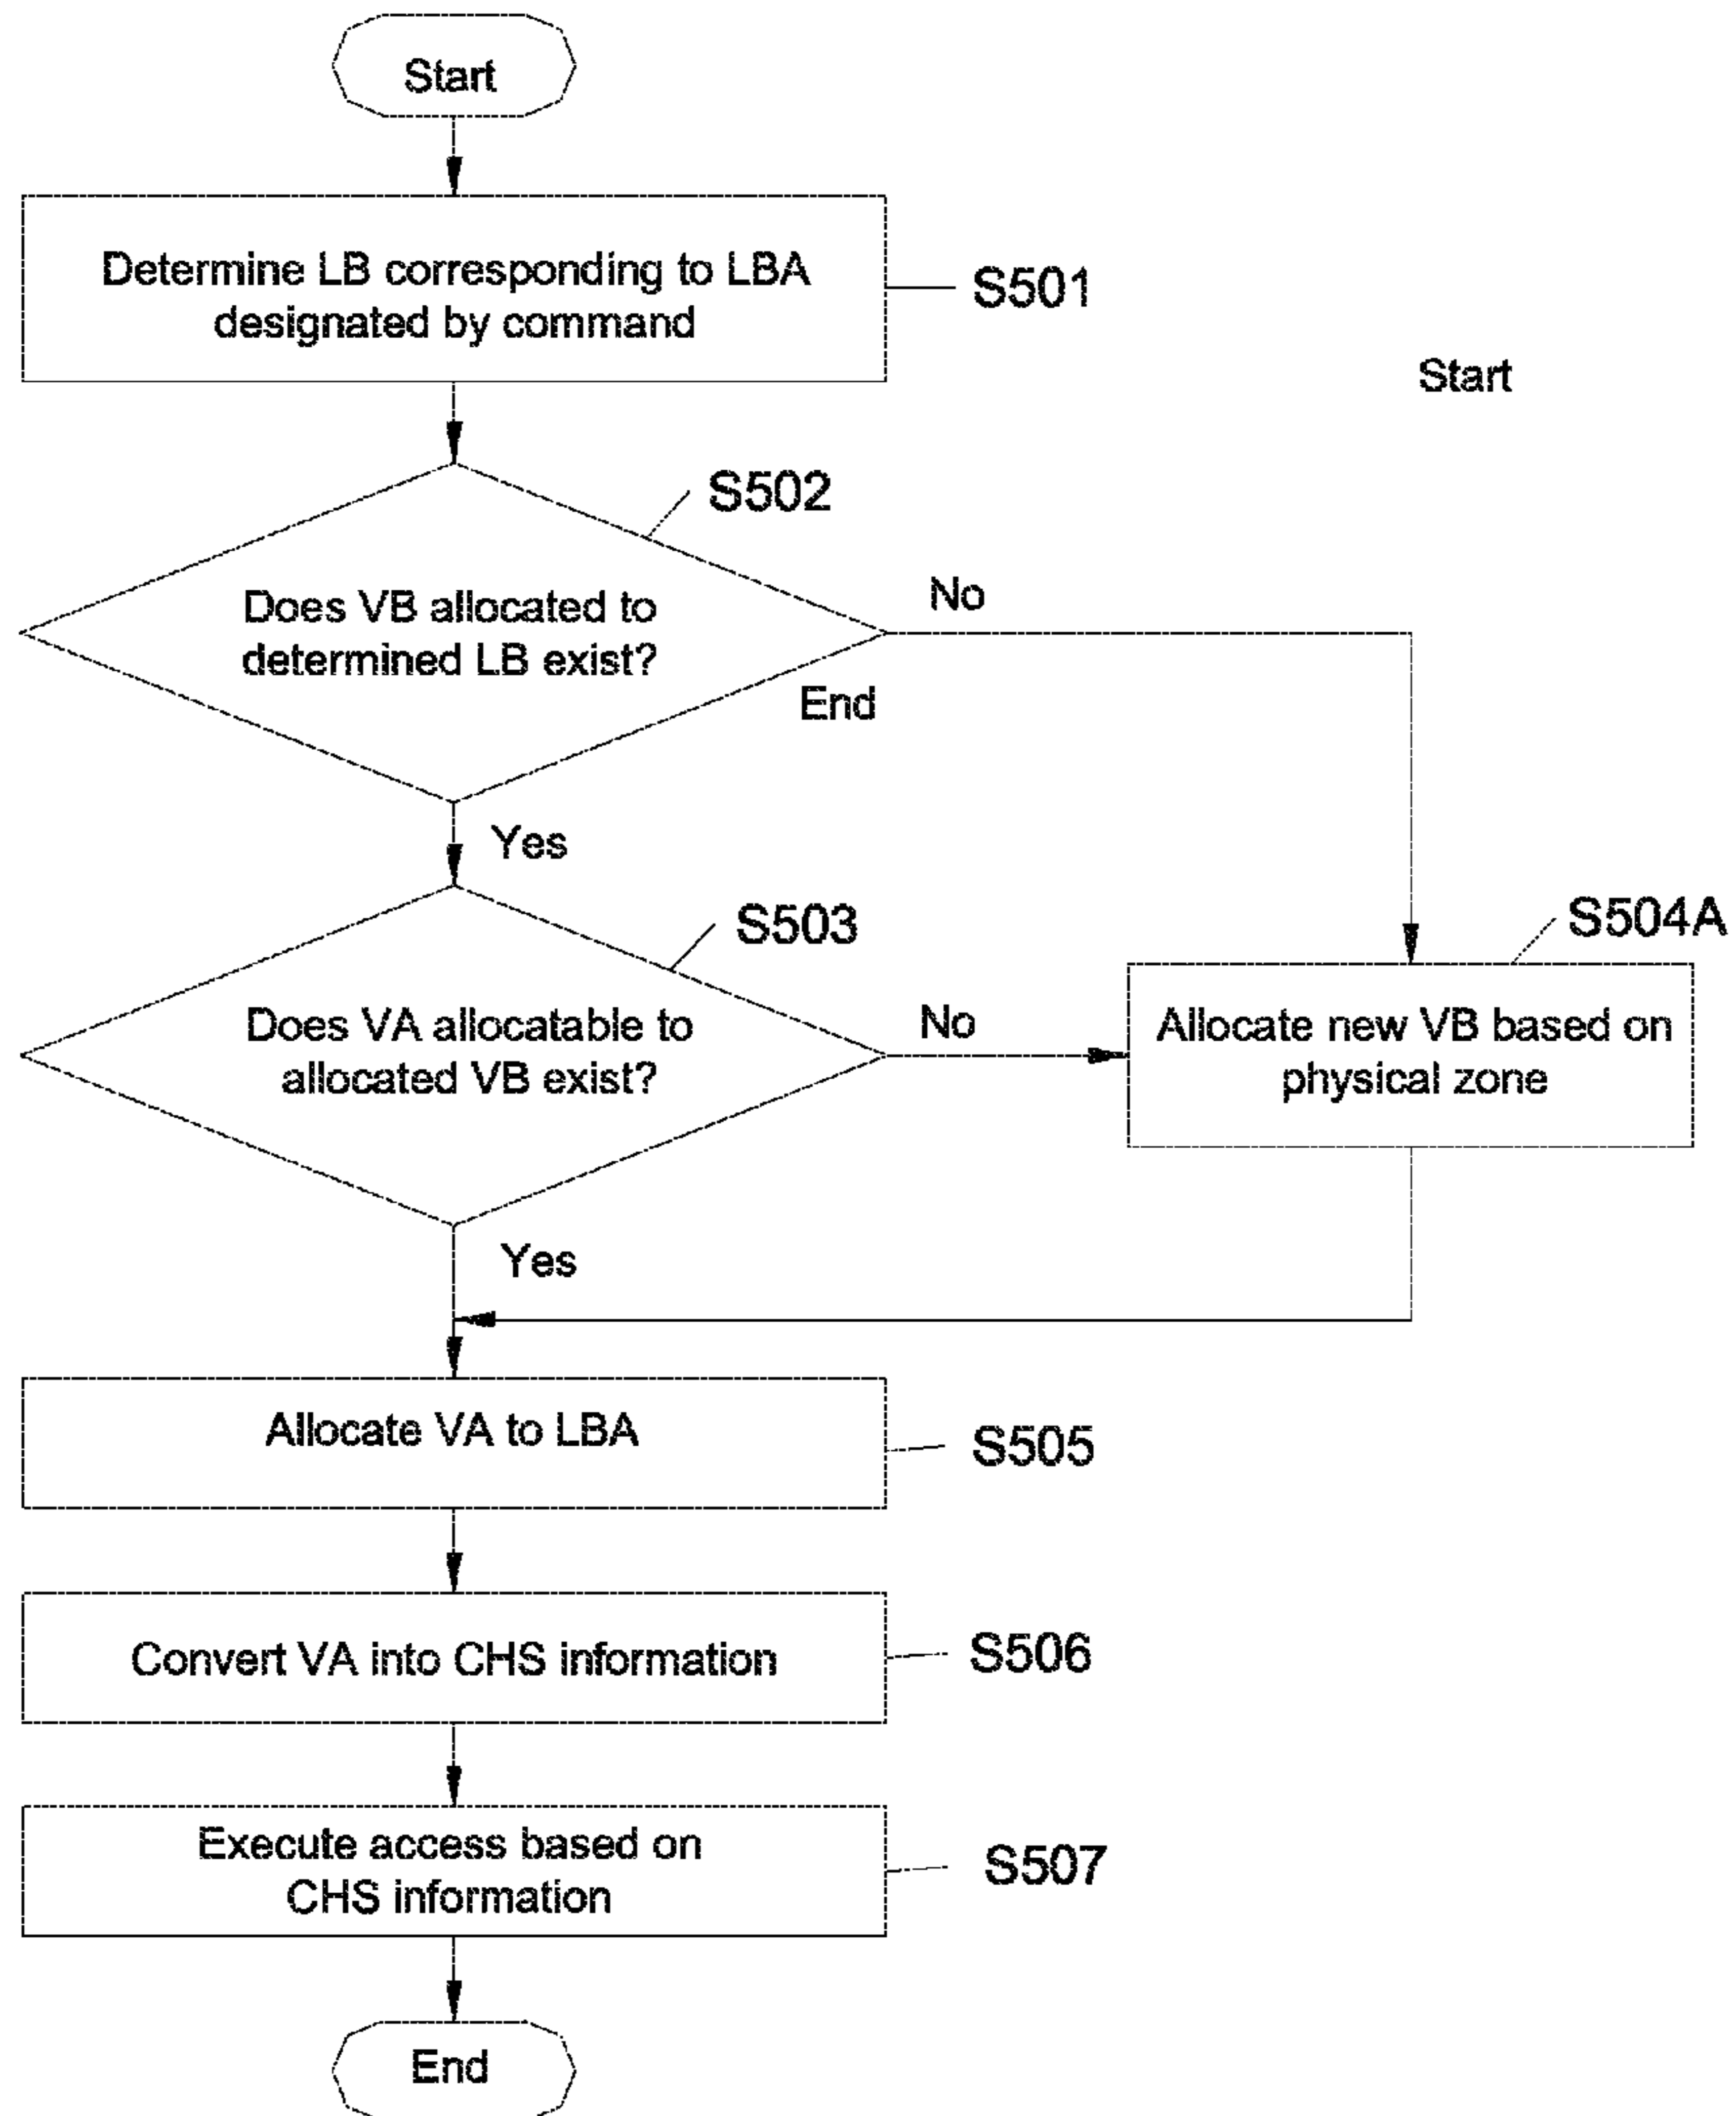 Start
Determine LB corresponding to LBA
designated by command
S501
Start
S502
Does VB allocated to
determined LB exist?
No
End
Yes
S503
Does VA allocatable to
allocated VB exist?
No
S504A
Allocate new VB based on
physical zone
Yes
Allocate VA to LBA
S505
Convert VA into CHS information
S506
Execute access based on
CHS information
S507
End